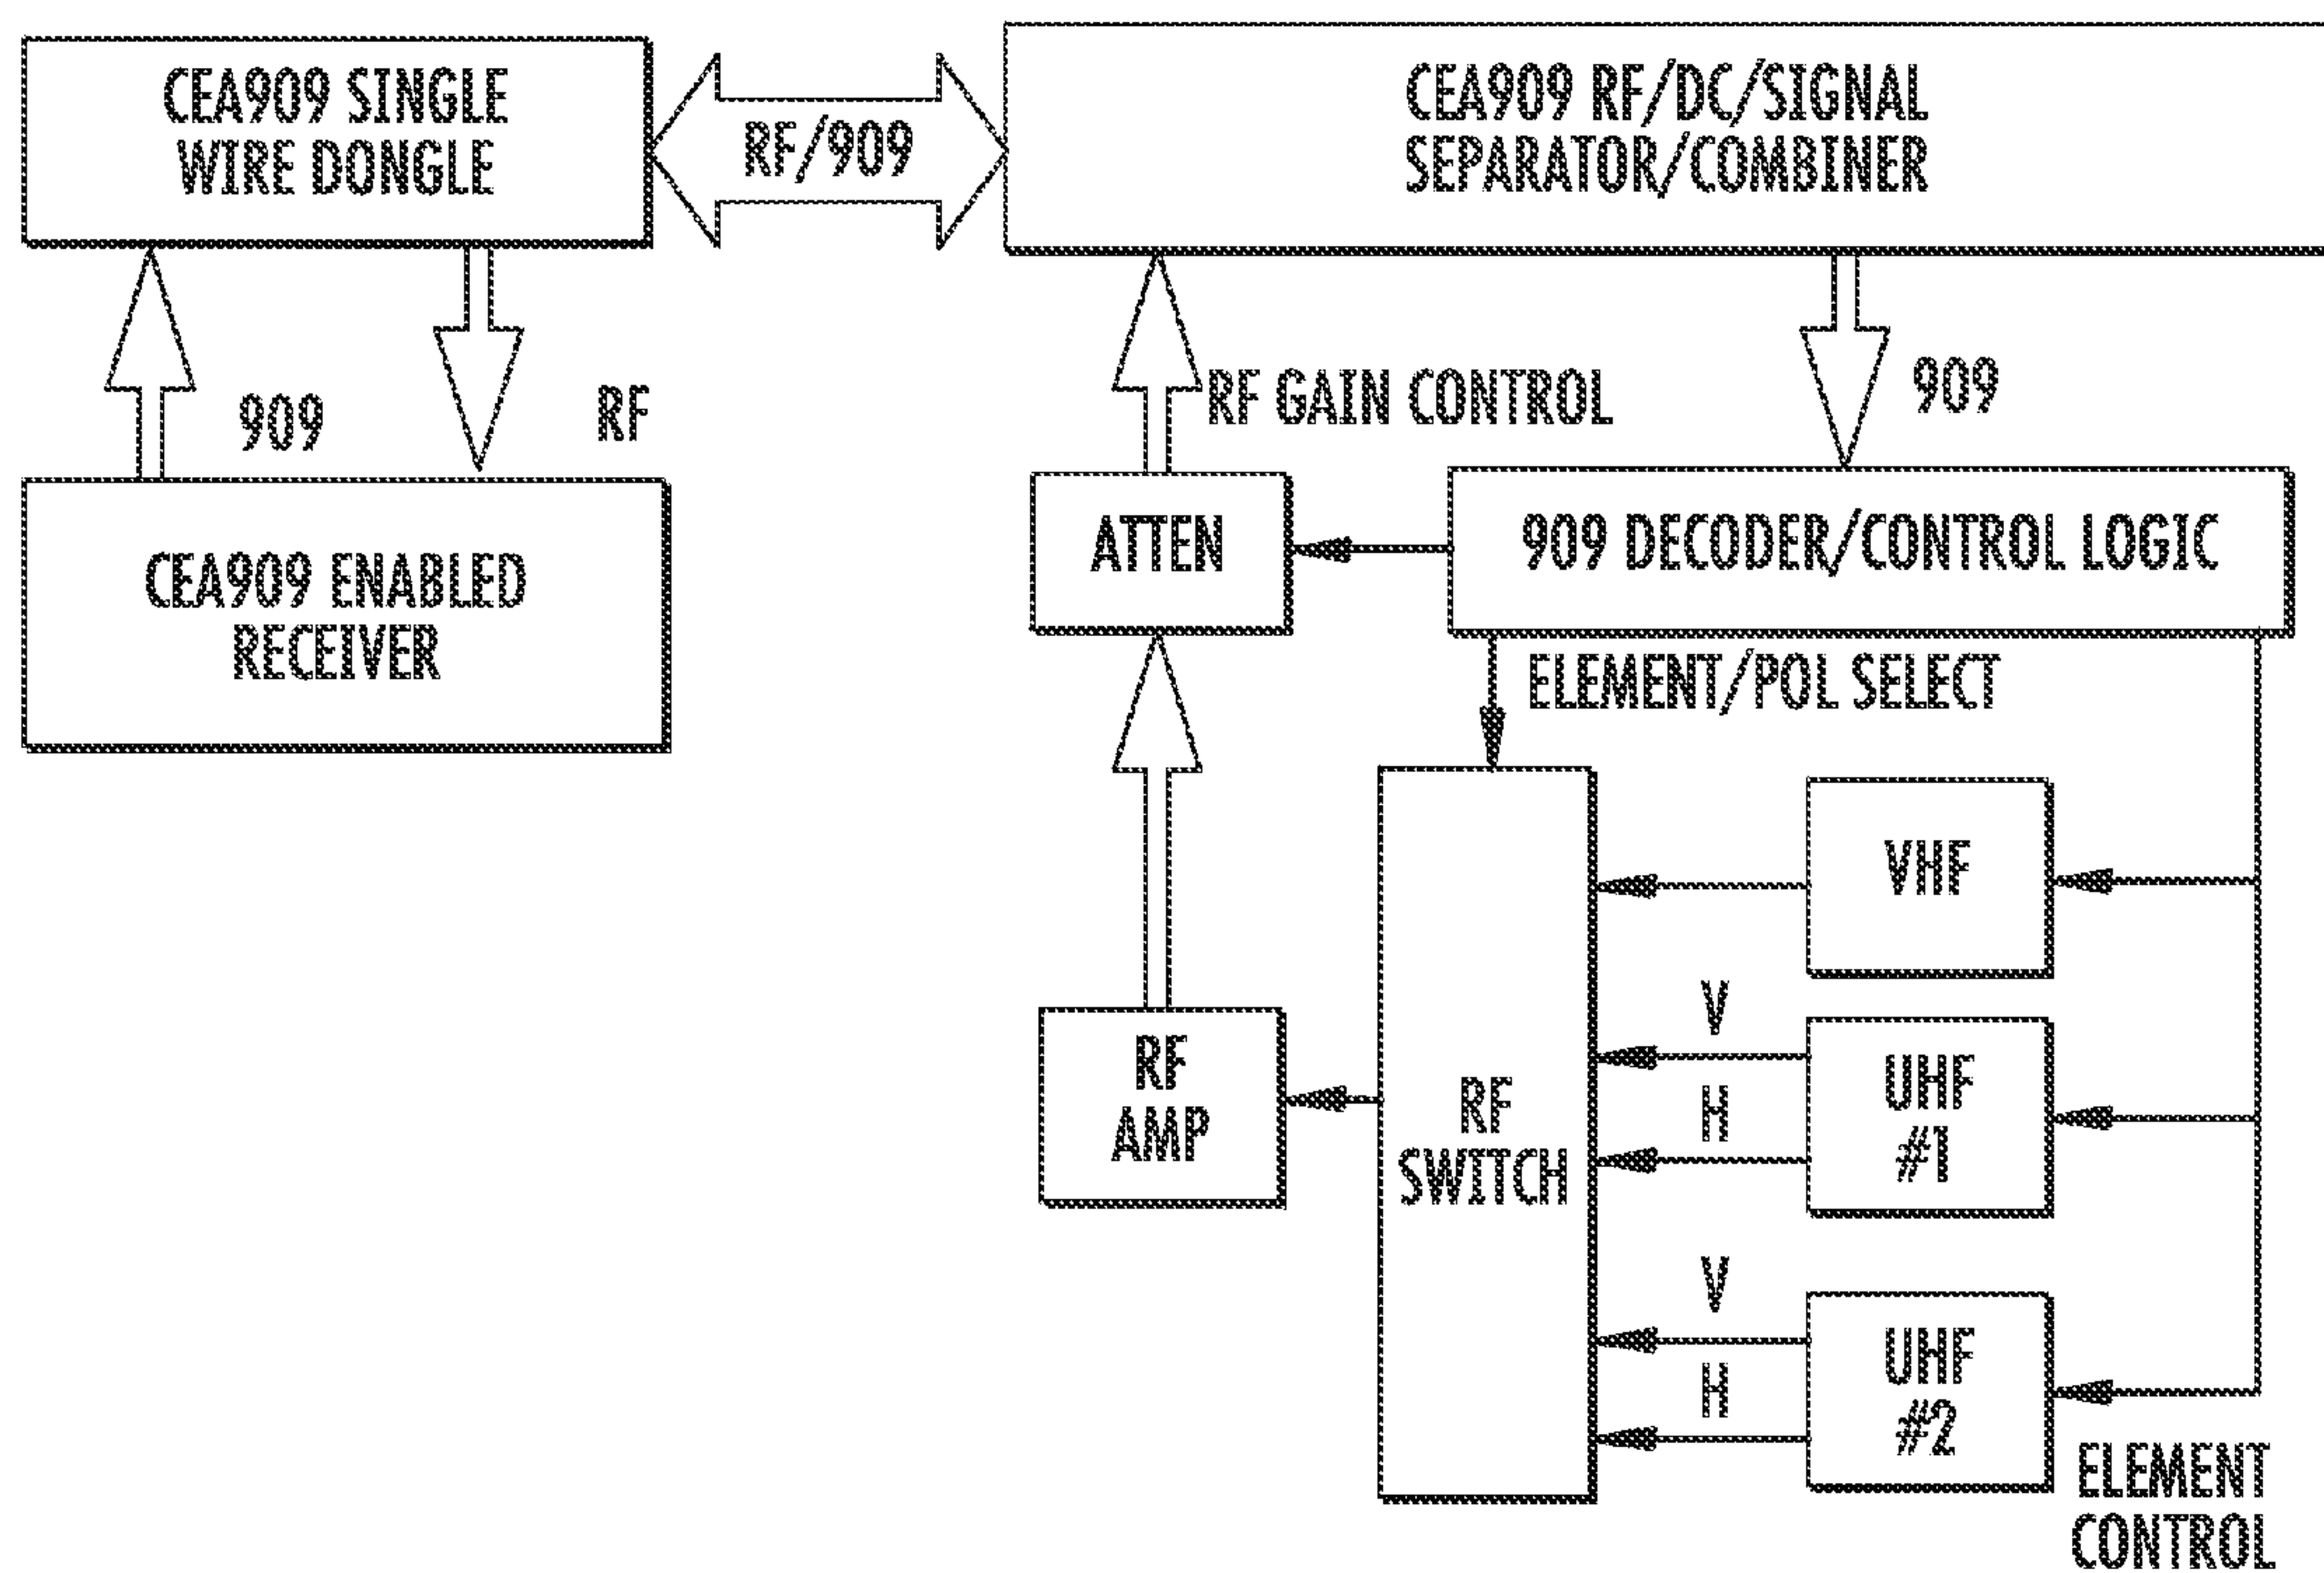 CEA909 SINGLE
WIRE DONGLE
RF/909
CEA909 RF/DC/SIGNAL
SEPARATOR/COMBINER
909
RF
RF GAIN CONTROL
909
CEA909 ENABLED
RECEIVER
ATTEN
909 DECODER/CONTROL LOGIC
ELEMENT/POL SELECT
VHF
RF
AMP
RF
SWITCH
V
H
UHF
#1
V
H
UHF
#2
ELEMENT
CONTROL